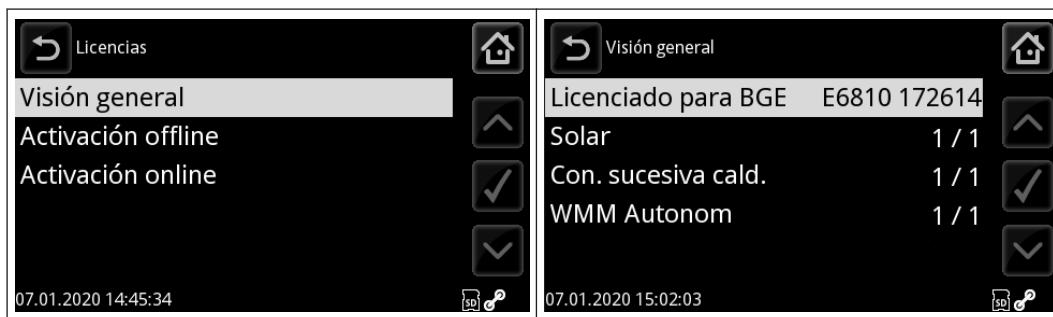 Licencias
Visión general
Activación offline
Activación online
07.01.2020 14:45:34
SD
Visión general
Licenciado para BGE E6810 172614
Solar 1 / 1
Con. sucesiva cald. 1 / 1
WMM Autonom 1 / 1
07.01.2020 15:02:03
SD